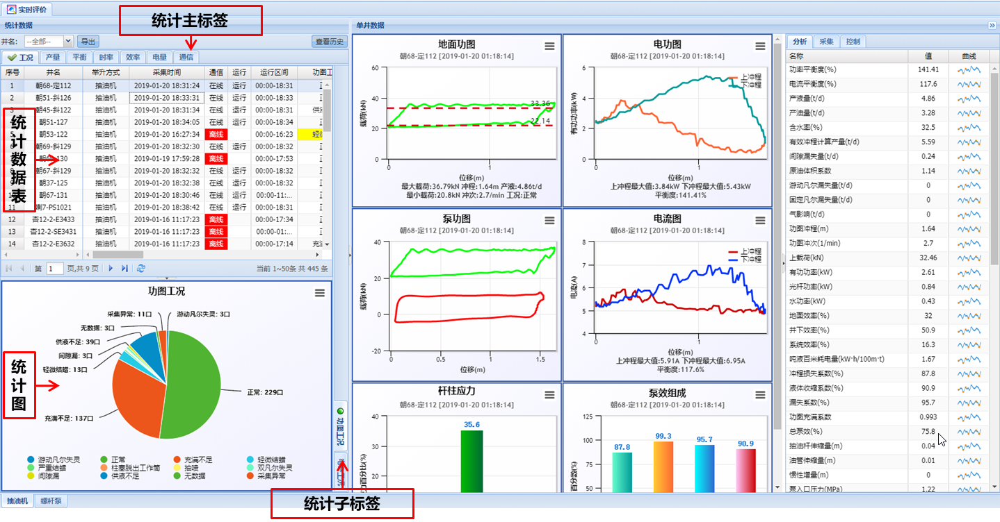 实时评价
统计数据
统计主标签
单井数据
井名: --全部-- 导出 查看历史
工况 产量 平衡 时率 效率 电量 通信
序号 井名 举升方式 采集时间 通信 运行 运行区间 功图工
1 朝68-定112 抽油机 2019-01-20 18:31:24 在线 运行 00:00-18:31
2 朝51-斜126 抽油机 2019-01-20 18:33:31 在线 运行 00:00-18:33
朝45-斜122 抽油机 2019-01-20 18:31:34 在线 运行 00:00-18:31
朝51-127 抽油机 2019-01-20 18:34:05 在线 运行 00:00-18:34
朝53-122 抽油机 2019-01-20 16:27:34 离线 00:00-16:23
朝69-斜129 抽油机 2019-01-20 18:32:30 在线 运行 00:00-18:32
抽油机 2019-01-19 17:59:28 离线 00:00-17:53
朝67-斜129 抽油机 2019-01-20 18:32:32 在线 运行 00:00-18:32
朝37-125 抽油机 2019-01-20 18:32:38 在线 运行 00:00-18:32
朝67-131 抽油机 2019-01-20 18:30:46 在线 运行 00:00-11:...
11 抽油机 2019-01-20 18:38:42 在线 运行 00:00-18:31
12 杏12-2-E3433 抽油机 2019-01-16 11:17:23 离线 00:00-17:34
13 杏12-2-SE3431 抽油机 2019-01-16 11:17:23 离线 00:00-01:...
14 杏12-2-E3632 抽油机 2019-01-16 11:17:23 离线 00:00-17:14
统计数据表
第 1 页,共 9 页 当前 1~50条 共 445 条
功图工况
采集异常: 11口 游动凡尔失灵: 3口
无数据: 3口
供液不足: 39口
间隙漏: 3口
轻微结蜡: 13口
正常: 229口
充满不足: 137口
统计图
游动凡尔失灵 正常 充满不足 轻微结蜡
严重结蜡 柱塞脱出工作筒 抽喷 双凡尔失灵
间隙漏 供液不足 无数据 采集异常
功图工况
统计子标签
抽油机 螺杆泵
地面功图
朝68-定112 [2019-01-20 01:18:14]
载荷(kN)
60
40
20
0
33.36
22.14
0 1
位移(m)
最大载荷:36.79kN 冲程:1.64m 产液:4.86t/d
最小载荷:20.8kN 冲次:2.7/min 工况:正常
电功图
朝68-定112 [2019-01-20 01:18:14]
有功功率(kW)
6
4
2
0
上冲程
下冲程
0 1
位移(m)
上冲程最大值:3.84kW 下冲程最大值:5.43kW
平衡度:141.41%
泵功图
朝68-定112 [2019-01-20 01:18:14]
载荷(kN)
40
20
0
-20
0 0.5 1 1.5
位移(m)
电流图
朝68-定112 [2019-01-20 01:18:14]
电流(A)
8
7
6
5
4
上冲程
下冲程
0 1
位移(m)
上冲程最大值:5.91A 下冲程最大值:6.95A
平衡度:117.6%
杆柱应力
朝68-定112 [2019-01-20 01:18:14]
40
30
20
35.6
泵效组成
朝68-定112 [2019-01-20 01:18:14]
百分数(%)
125
100
75
50
87.8 99.3 95.7 90.9
分析 采集 控制
名称 值 曲线
功率平衡度(%) 141.41
电流平衡度(%) 117.6
产液量(t/d) 4.86
产油量(t/d) 3.28
含水率(%) 32.5
有效冲程计算产量(t/d) 5.59
间隙漏失量(t/d) 0.24
原油体积系数 1.14
游动凡尔漏失量(t/d) 0
固定凡尔漏失量(t/d) 0
气影响(t/d) 0
功图冲程(m) 1.64
功图冲次(1/min) 2.7
上载荷(kN) 32.46
有功功率(kW) 2.61
光杆功率(kW) 0.84
水功率(kW) 0.43
地面效率(%) 32
井下效率(%) 50.9
系统效率(%) 16.3
吨液百米耗电量(kW·h/100m·t) 1.67
冲程损失系数(%) 87.8
液体收缩系数(%) 90.9
漏失系数(%) 95.7
功图充满系数 0.993
总泵效(%) 75.8
抽油杆伸缩量(m) 0.04
油管伸缩量(m) 0.01
惯性增量(m) 0
泵入口压力(MPa) 1.22